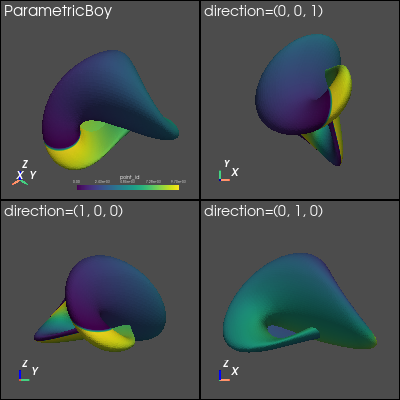 ParametricBoy
direction=(0, 0, 1)
Z
X Y
point_id
Y
X
direction=(1, 0, 0)
direction=(0, 1, 0)
Z
Y
Z
X